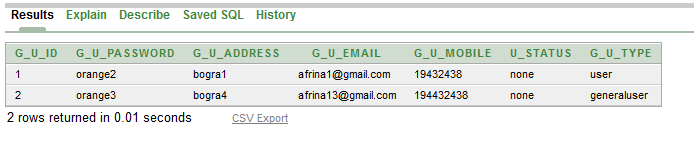 Results Explain Describe Saved SQL History
G_U_ID G_U_PASSWORD G_U_ADDRESS G_U_EMAIL G_U_MOBILE U_STATUS G_U_TYPE
1 orange2 bogra1 afrina1@gmail.com 19432438 none user
2 orange3 bogra4 afrina13@gmail.com 194432438 none generaluser
2 rows returned in 0.01 seconds CSV Export